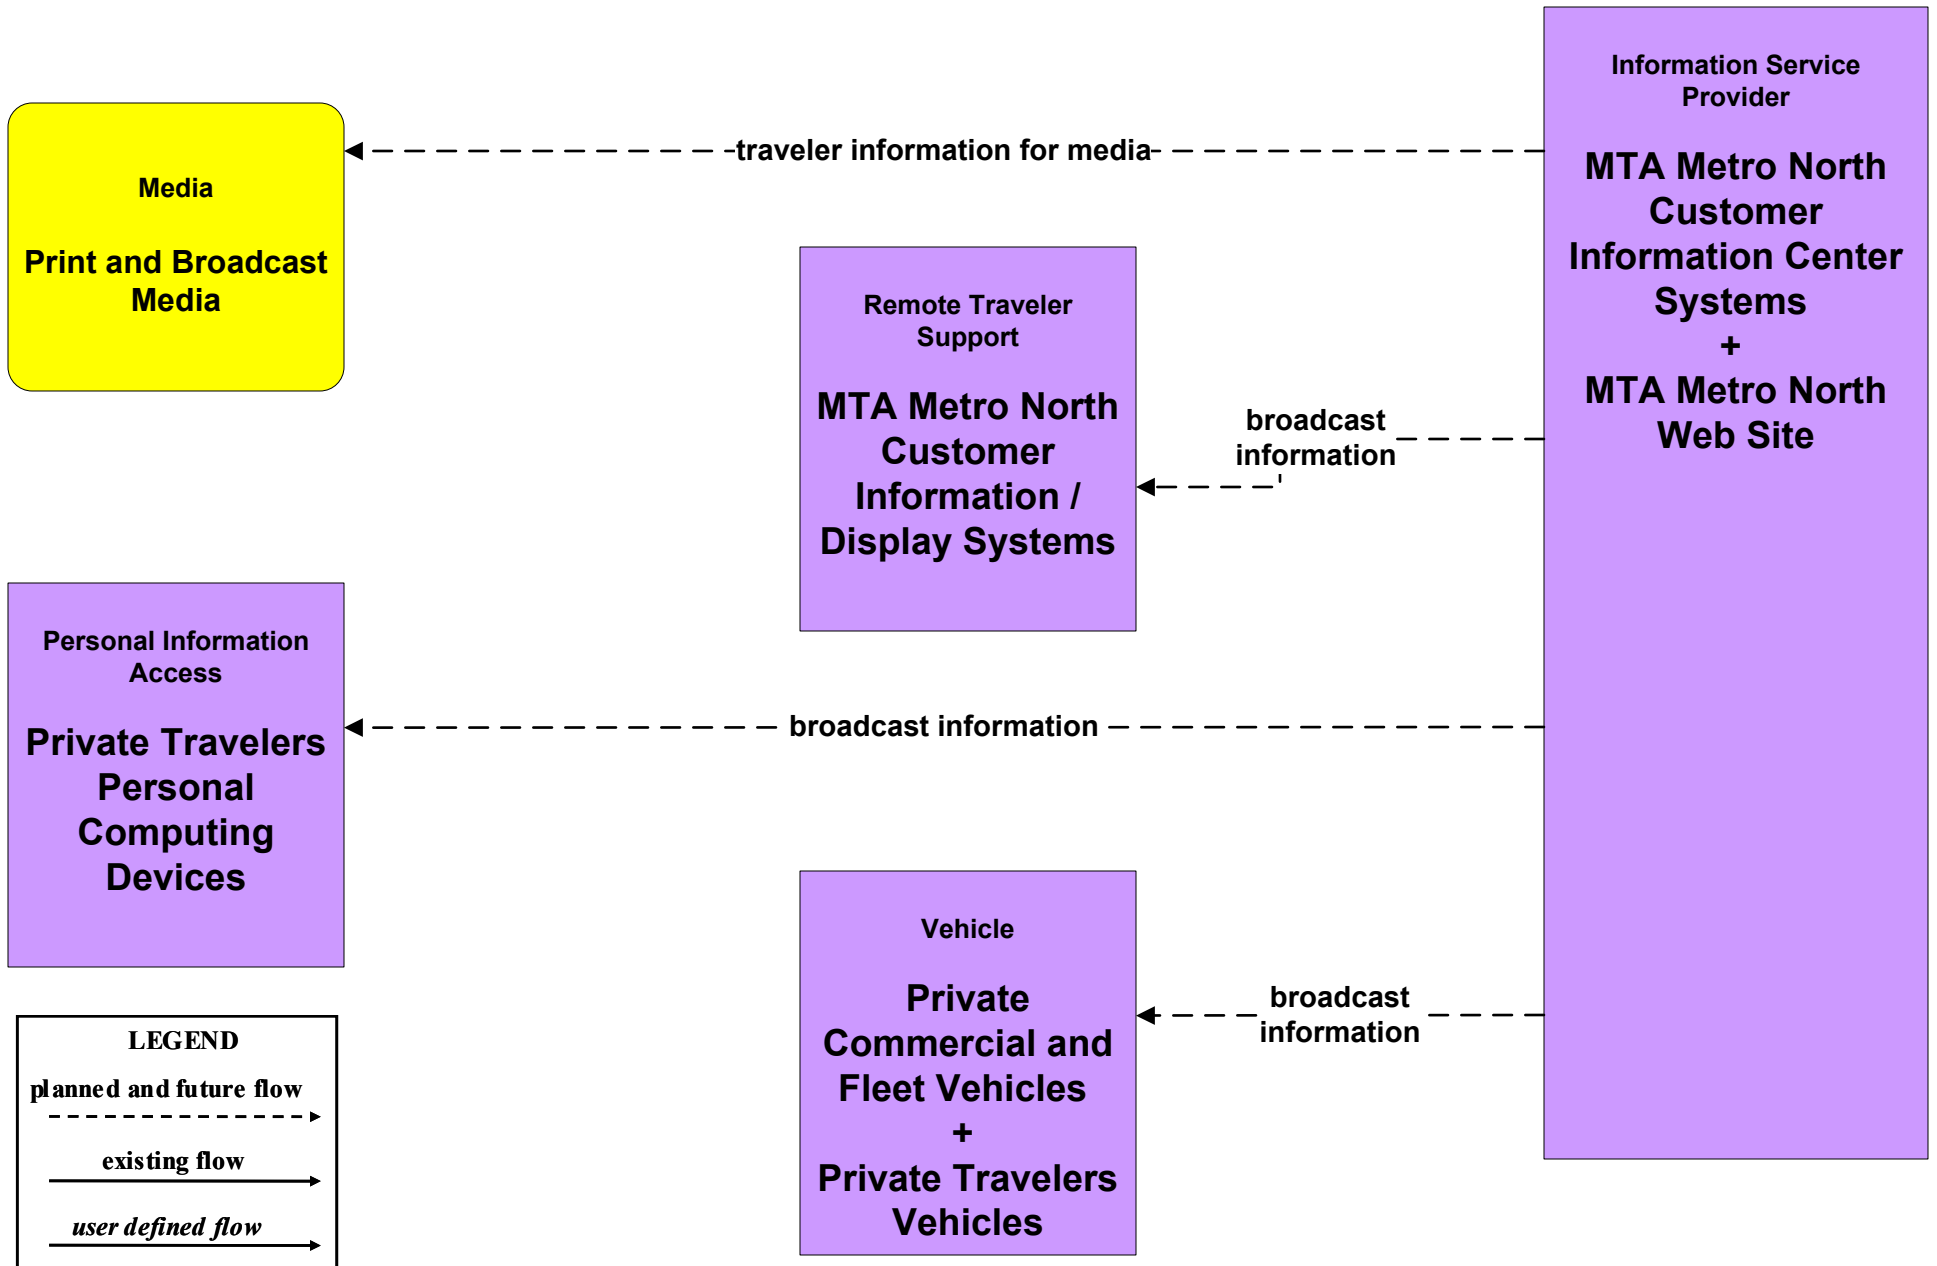 Information Service
Provider
MTA Metro North
Customer
Information Center
Systems
+
MTA Metro North
Web Site
traveler information for media
Media
Print and Broadcast
Media
Remote Traveler
Support
MTA Metro North
Customer
Information /
Display Systems
broadcast
information
Personal Information
Access
Private Travelers
Personal
Computing
Devices
broadcast information
Vehicle
Private
Commercial and
Fleet Vehicles
+
Private Travelers
Vehicles
broadcast
information
LEGEND
planned and future flow
existing flow
user defined flow